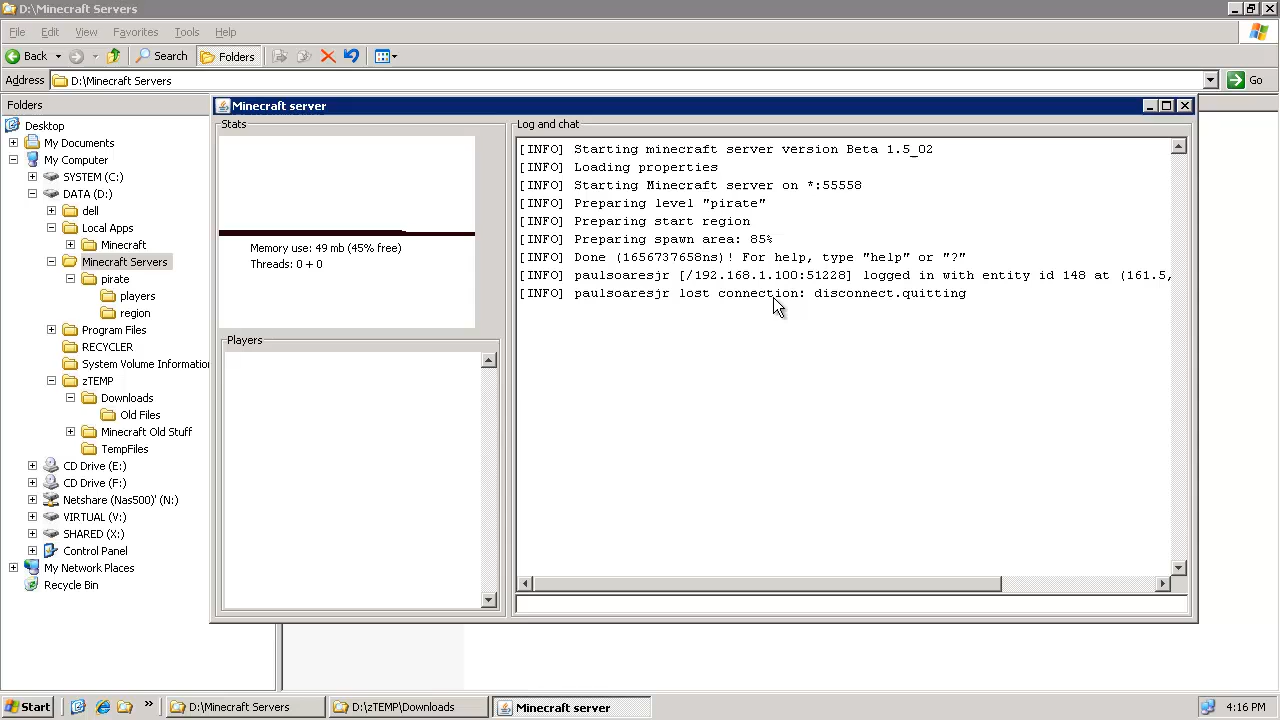 D:\Minecraft Servers
File Edit View Favorites Tools Help
Back Search Folders
Address D:\Minecraft Servers Go
Folders
Desktop
My Documents
My Computer
SYSTEM (C:)
DATA (D:)
dell
Local Apps
Minecraft
Minecraft Servers
pirate
players
region
Program Files
RECYCLER
System Volume Informatio
zTEMP
Downloads
Old Files
Minecraft Old Stuff
TempFiles
CD Drive (E:)
CD Drive (F:)
Netshare (Nas500)' (N:)
VIRTUAL (V:)
SHARED (X:)
Control Panel
My Network Places
Recycle Bin
Minecraft server
Stats
Memory use: 49 mb (45% free)
Threads: 0 + 0
Players
Log and chat
[INFO] Starting minecraft server version Beta 1.5_02
[INFO] Loading properties
[INFO] Starting Minecraft server on *:55558
[INFO] Preparing level "pirate"
[INFO] Preparing start region
[INFO] Preparing spawn area: 85%
[INFO] Done (1656737658ns)! For help, type "help" or "?"
[INFO] paulsoaresjr [/192.168.1.100:51228] logged in with entity id 148 at (161.5,
[INFO] paulsoaresjr lost connection: disconnect.quitting
Start » D:\Minecraft Servers D:\zTEMP\Downloads Minecraft server 4:16 PM